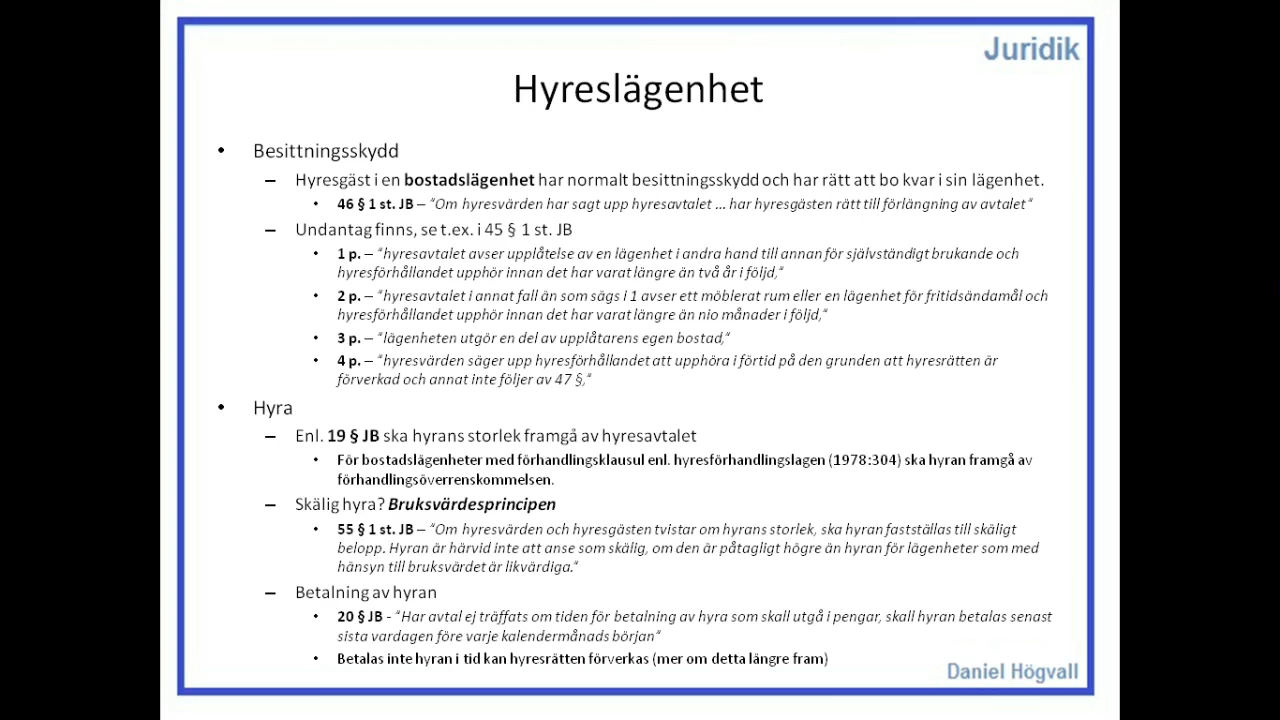 Juridik
Hyreslägenhet
• Besittningsskydd
– Hyresgäst i en bostadslägenhet har normalt besittningsskydd och har rätt att bo kvar i sin lägenhet.
• 46 § 1 st. JB – "Om hyresvärden har sagt upp hyresavtalet ... har hyresgästen rätt till förlängning av avtalet"
– Undantag finns, se t.ex. i 45 § 1 st. JB
• 1 p. – "hyresavtalet avser upplåtelse av en lägenhet i andra hand till annan för självständigt brukande och
hyresförhållandet upphör innan det har varat längre än två år i följd,"
• 2 p. – "hyresavtalet i annat fall än som sägs i 1 avser ett möblerat rum eller en lägenhet för fritidsändamål och
hyresförhållandet upphör innan det har varat längre än nio månader i följd,"
• 3 p. – "lägenheten utgör en del av upplåtarens egen bostad,"
• 4 p. – "hyresvärden säger upp hyresförhållandet att upphöra i förtid på den grunden att hyresrätten är
förverkad och annat inte följer av 47 §,"
• Hyra
– Enl. 19 § JB ska hyrans storlek framgå av hyresavtalet
• För bostadslägenheter med förhandlingsklausul enl. hyresförhandlingslagen (1978:304) ska hyran framgå av
förhandlingsöverrenskommelsen.
– Skälig hyra? Bruksvärdesprincipen
• 55 § 1 st. JB – "Om hyresvärden och hyresgästen tvistar om hyrans storlek, ska hyran fastställas till skäligt
belopp. Hyran är härvid inte att anse som skälig, om den är påtagligt högre än hyran för lägenheter som med
hänsyn till bruksvärdet är likvärdiga."
– Betalning av hyran
• 20 § JB - "Har avtal ej träffats om tiden för betalning av hyra som skall utgå i pengar, skall hyran betalas senast
sista vardagen före varje kalendermånads början"
• Betalas inte hyran i tid kan hyresrätten förverkas (mer om detta längre fram)
Daniel Högvall